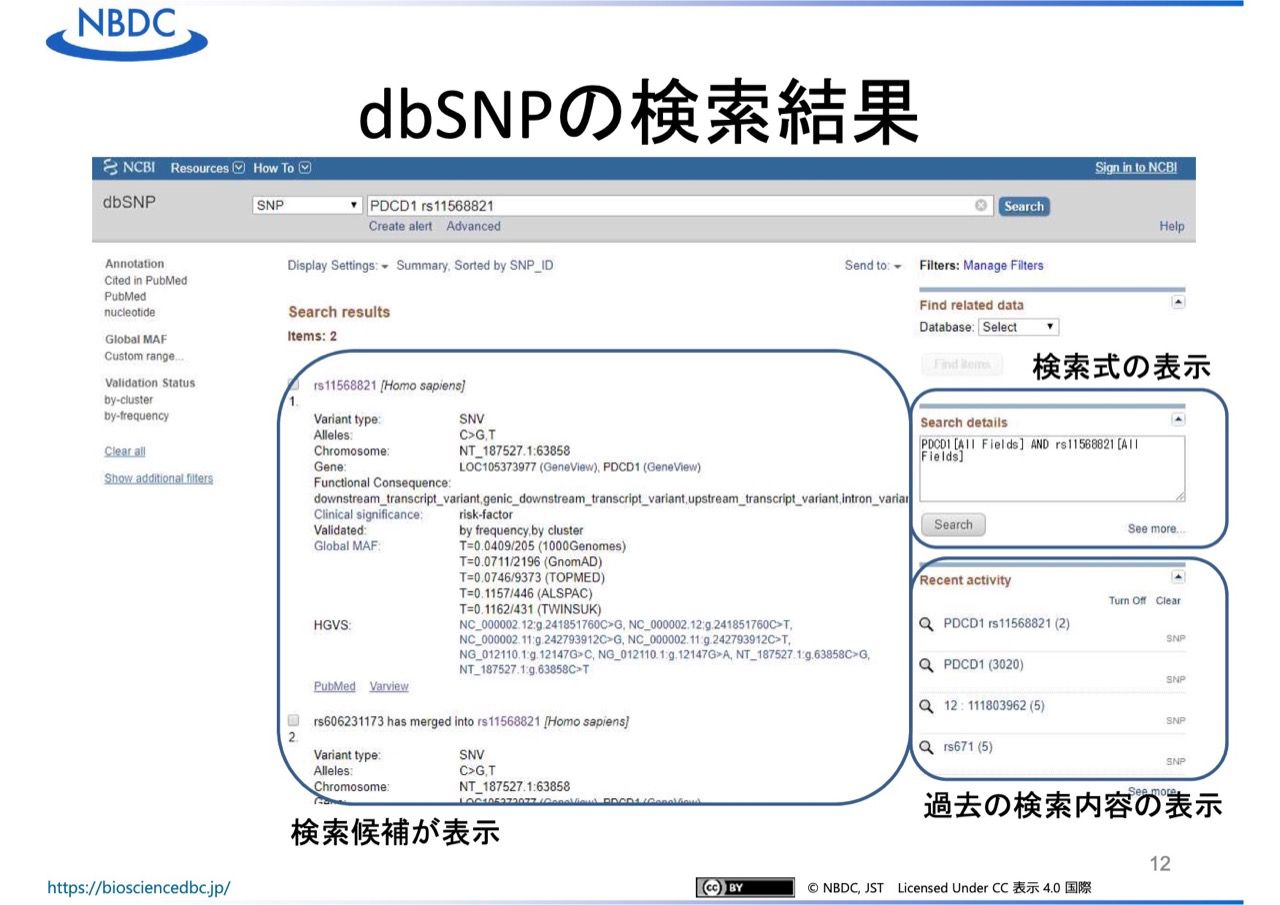 NBDC
dbSNPの検索結果
NCBI Resources How To Sign in to NCBI
dbSNP SNP PDCD1 rs11568821 Search
Create alert Advanced Help
Annotation
Cited in PubMed
PubMed
nucleotide
Global MAF
Custom range...
Validation Status
by-cluster
by-frequency
Clear all
Show additional filters
Display Settings: Summary, Sorted by SNP_ID Send to:
Search results
Items: 2
rs11568821 [Homo sapiens]
1.
Variant type: SNV
Alleles: C>G,T
Chromosome: NT_187527.1:63858
Gene: LOC105373977 (GeneView), PDCD1 (GeneView)
Functional Consequence:
downstream_transcript_variant,genic_downstream_transcript_variant,upstream_transcript_variant,intron_varian
Clinical significance: risk-factor
Validated: by frequency,by cluster
Global MAF: T=0.0409/205 (1000Genomes)
T=0.0711/2196 (GnomAD)
T=0.0746/9373 (TOPMED)
T=0.1157/446 (ALSPAC)
T=0.1162/431 (TWINSUK)
HGVS: NC_000002.12:g.241851760C>G, NC_000002.12:g.241851760C>T,
NC_000002.11:g.242793912C>G, NC_000002.11:g.242793912C>T,
NG_012110.1:g.12147G>C, NG_012110.1:g.12147G>A, NT_187527.1:g.63858C>G,
NT_187527.1:g.63858C>T
PubMed Varview
rs606231173 has merged into rs11568821 [Homo sapiens]
2.
Variant type: SNV
Alleles: C>G,T
Chromosome: NT_187527.1:63858
Gene: LOC105373977 (GeneView), PDCD1 (GeneView)
検索候補が表示
Filters: Manage Filters
Find related data
Database: Select
Find items
検索式の表示
Search details
PDCD1[All Fields] AND rs11568821[All
Fields]
Search See more...
Recent activity
Turn Off Clear
PDCD1 rs11568821 (2)
SNP
PDCD1 (3020)
SNP
12 : 111803962 (5)
SNP
rs671 (5)
SNP
See more...
過去の検索内容の表示
12
https://biosciencedbc.jp/
cc BY © NBDC, JST Licensed Under CC 表示 4.0 国際